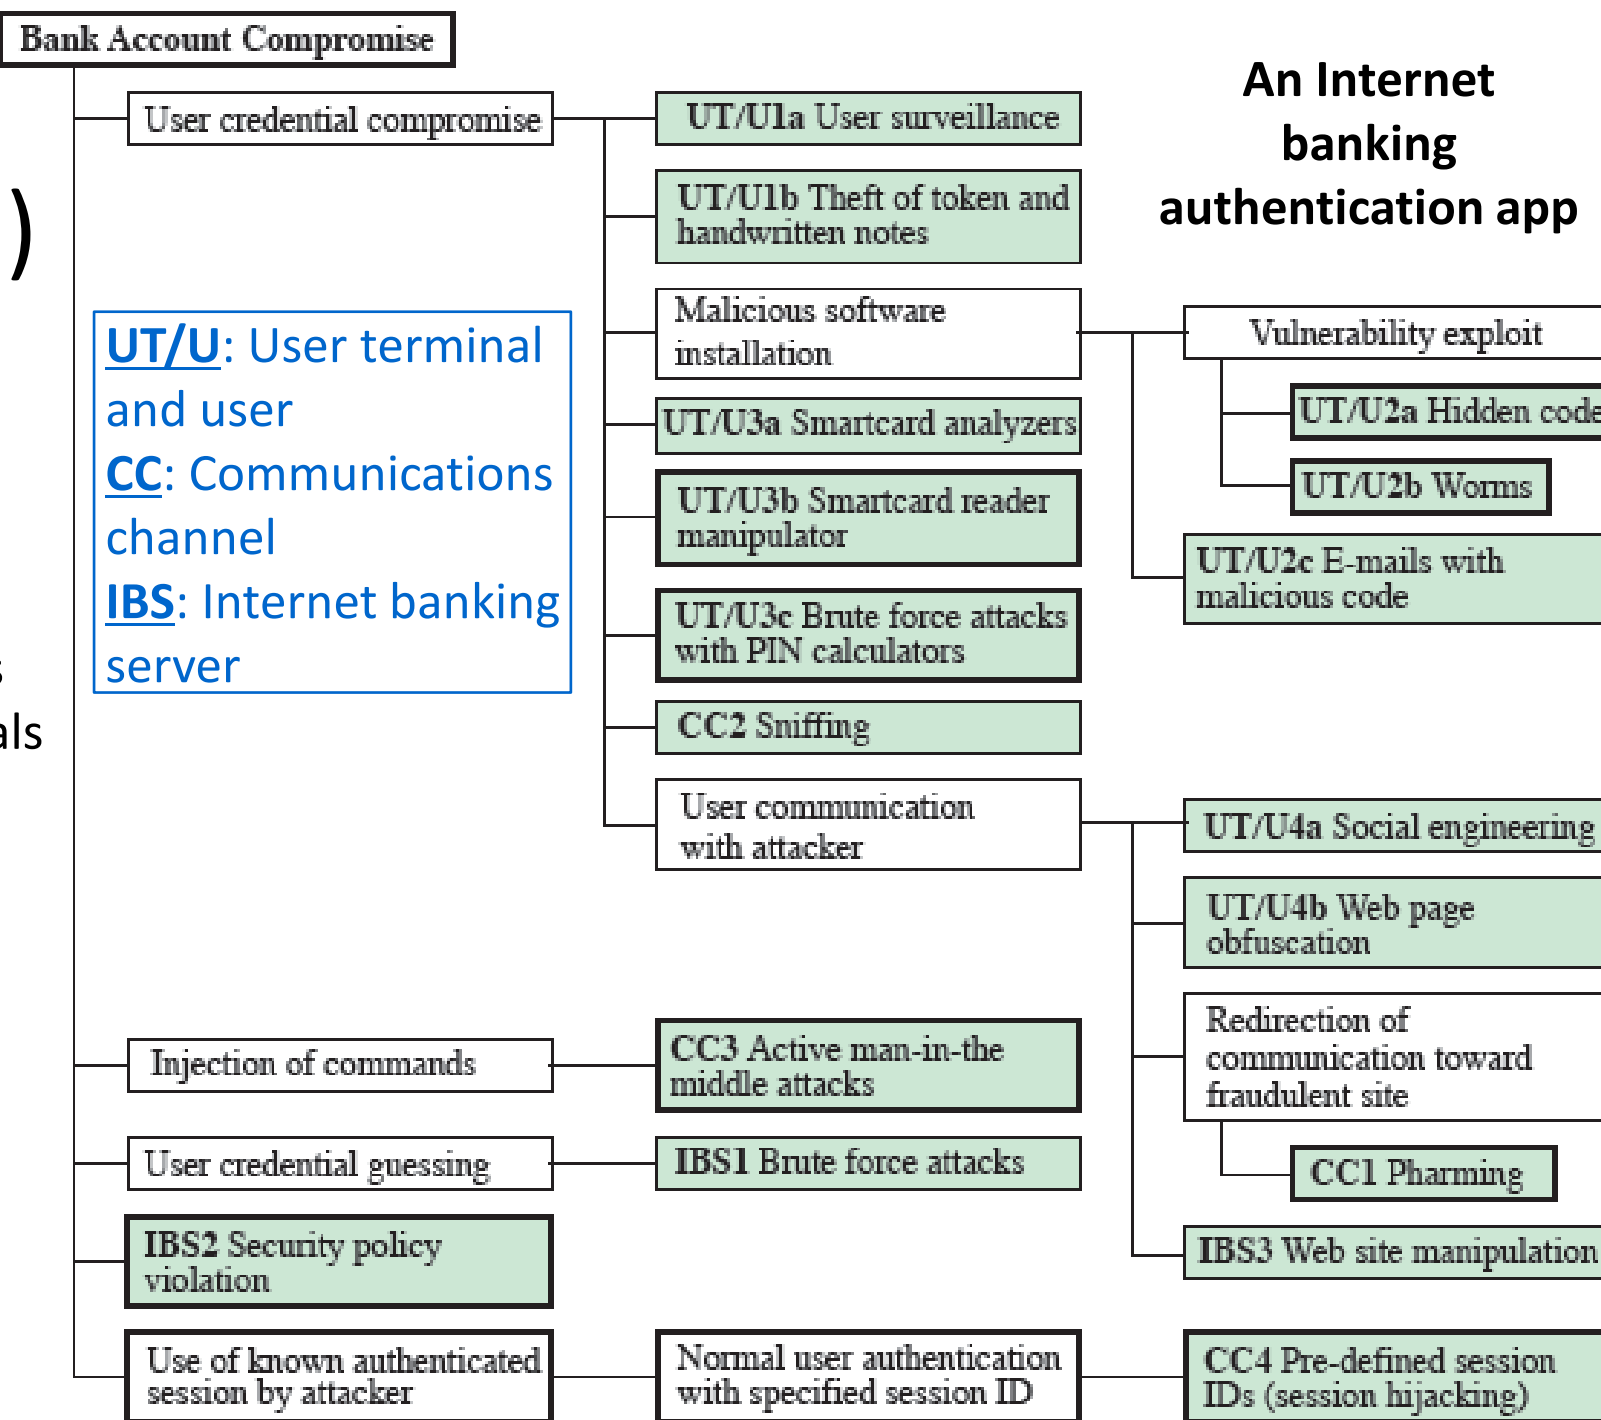 Bank Account Compromise
An Internet
banking
authentication app
)
User credential compromise
UT/U1a User surveillance
UT/U1b Theft of token and
handwritten notes
Malicious software
installation
Vulnerability exploit
UT/U2a Hidden code
UT/U2b Worms
UT/U2c E-mails with
malicious code
UT/U3a Smartcard analyzers
UT/U3b Smartcard reader
manipulator
UT/U3c Brute force attacks
with PIN calculators
CC2 Sniffing
User communication
with attacker
UT/U4a Social engineering
UT/U4b Web page
obfuscation
Redirection of
communication toward
fraudulent site
CC1 Pharming
IBS3 Web site manipulation
UT/U: User terminal
and user
CC: Communications
channel
IBS: Internet banking
server
s
als
Injection of commands
CC3 Active man-in-the
middle attacks
User credential guessing
IBS1 Brute force attacks
IBS2 Security policy
violation
Use of known authenticated
session by attacker
Normal user authentication
with specified session ID
CC4 Pre-defined session
IDs (session hijacking)